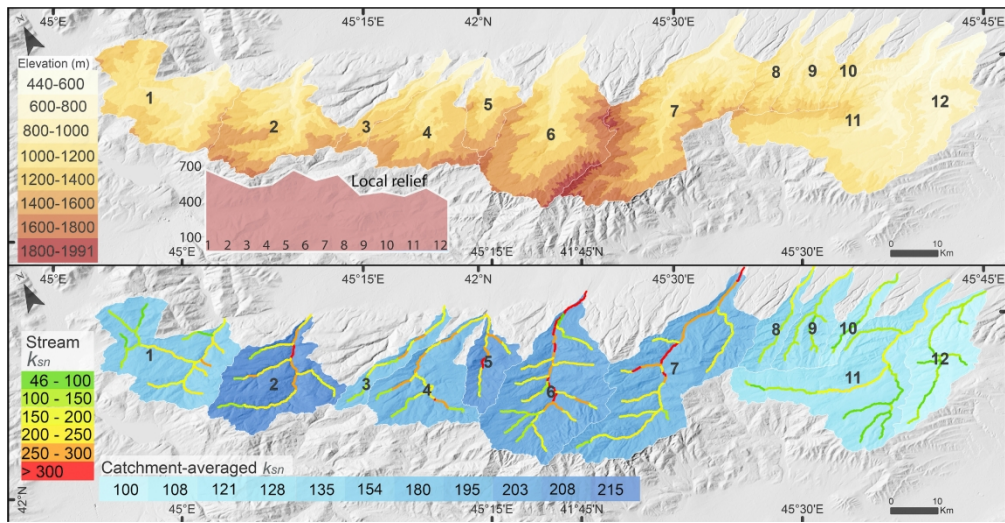 45°E 45°15'E 42°N 45°30'E 45°45'E
N
Elevation (m)
440-600
600-800
800-1000
1000-1200
1200-1400
1400-1600
1600-1800
1800-1991
1 2 3 4 5 6 7 8 9 10 11 12
700
400
100
Local relief
1 2 3 4 5 6 7 8 9 10 11 12
0 10
Km
45°E 45°15'E 41°45'N 45°30'E
45°E 45°15'E 42°N 45°30'E 45°45'E
N
Stream
ksn
46 - 100
100 - 150
150 - 200
200 - 250
250 - 300
> 300
1 2 3 4 5 6 7 8 9 10 11 12
Catchment-averaged ksn
100 108 121 128 135 154 180 195 203 208 215
0 10
Km
42°N 45°E 45°15'E 41°45'N 45°30'E